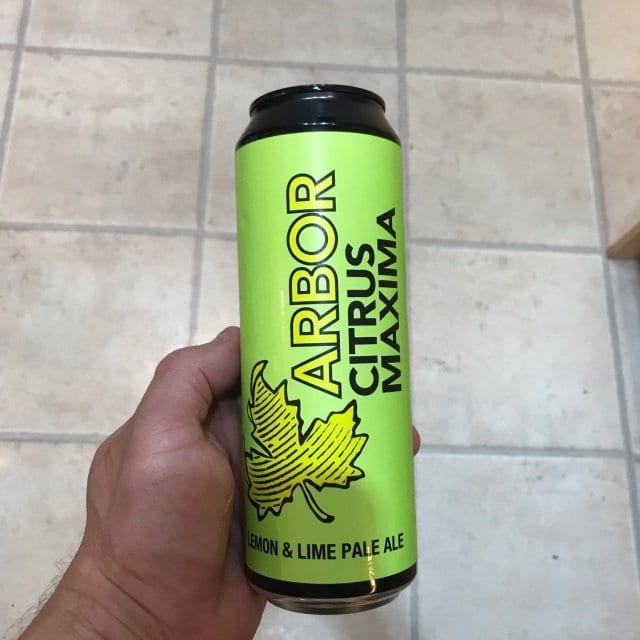 ARBOR
CITRUS
MAXIMA
LEMON & LIME PALE ALE